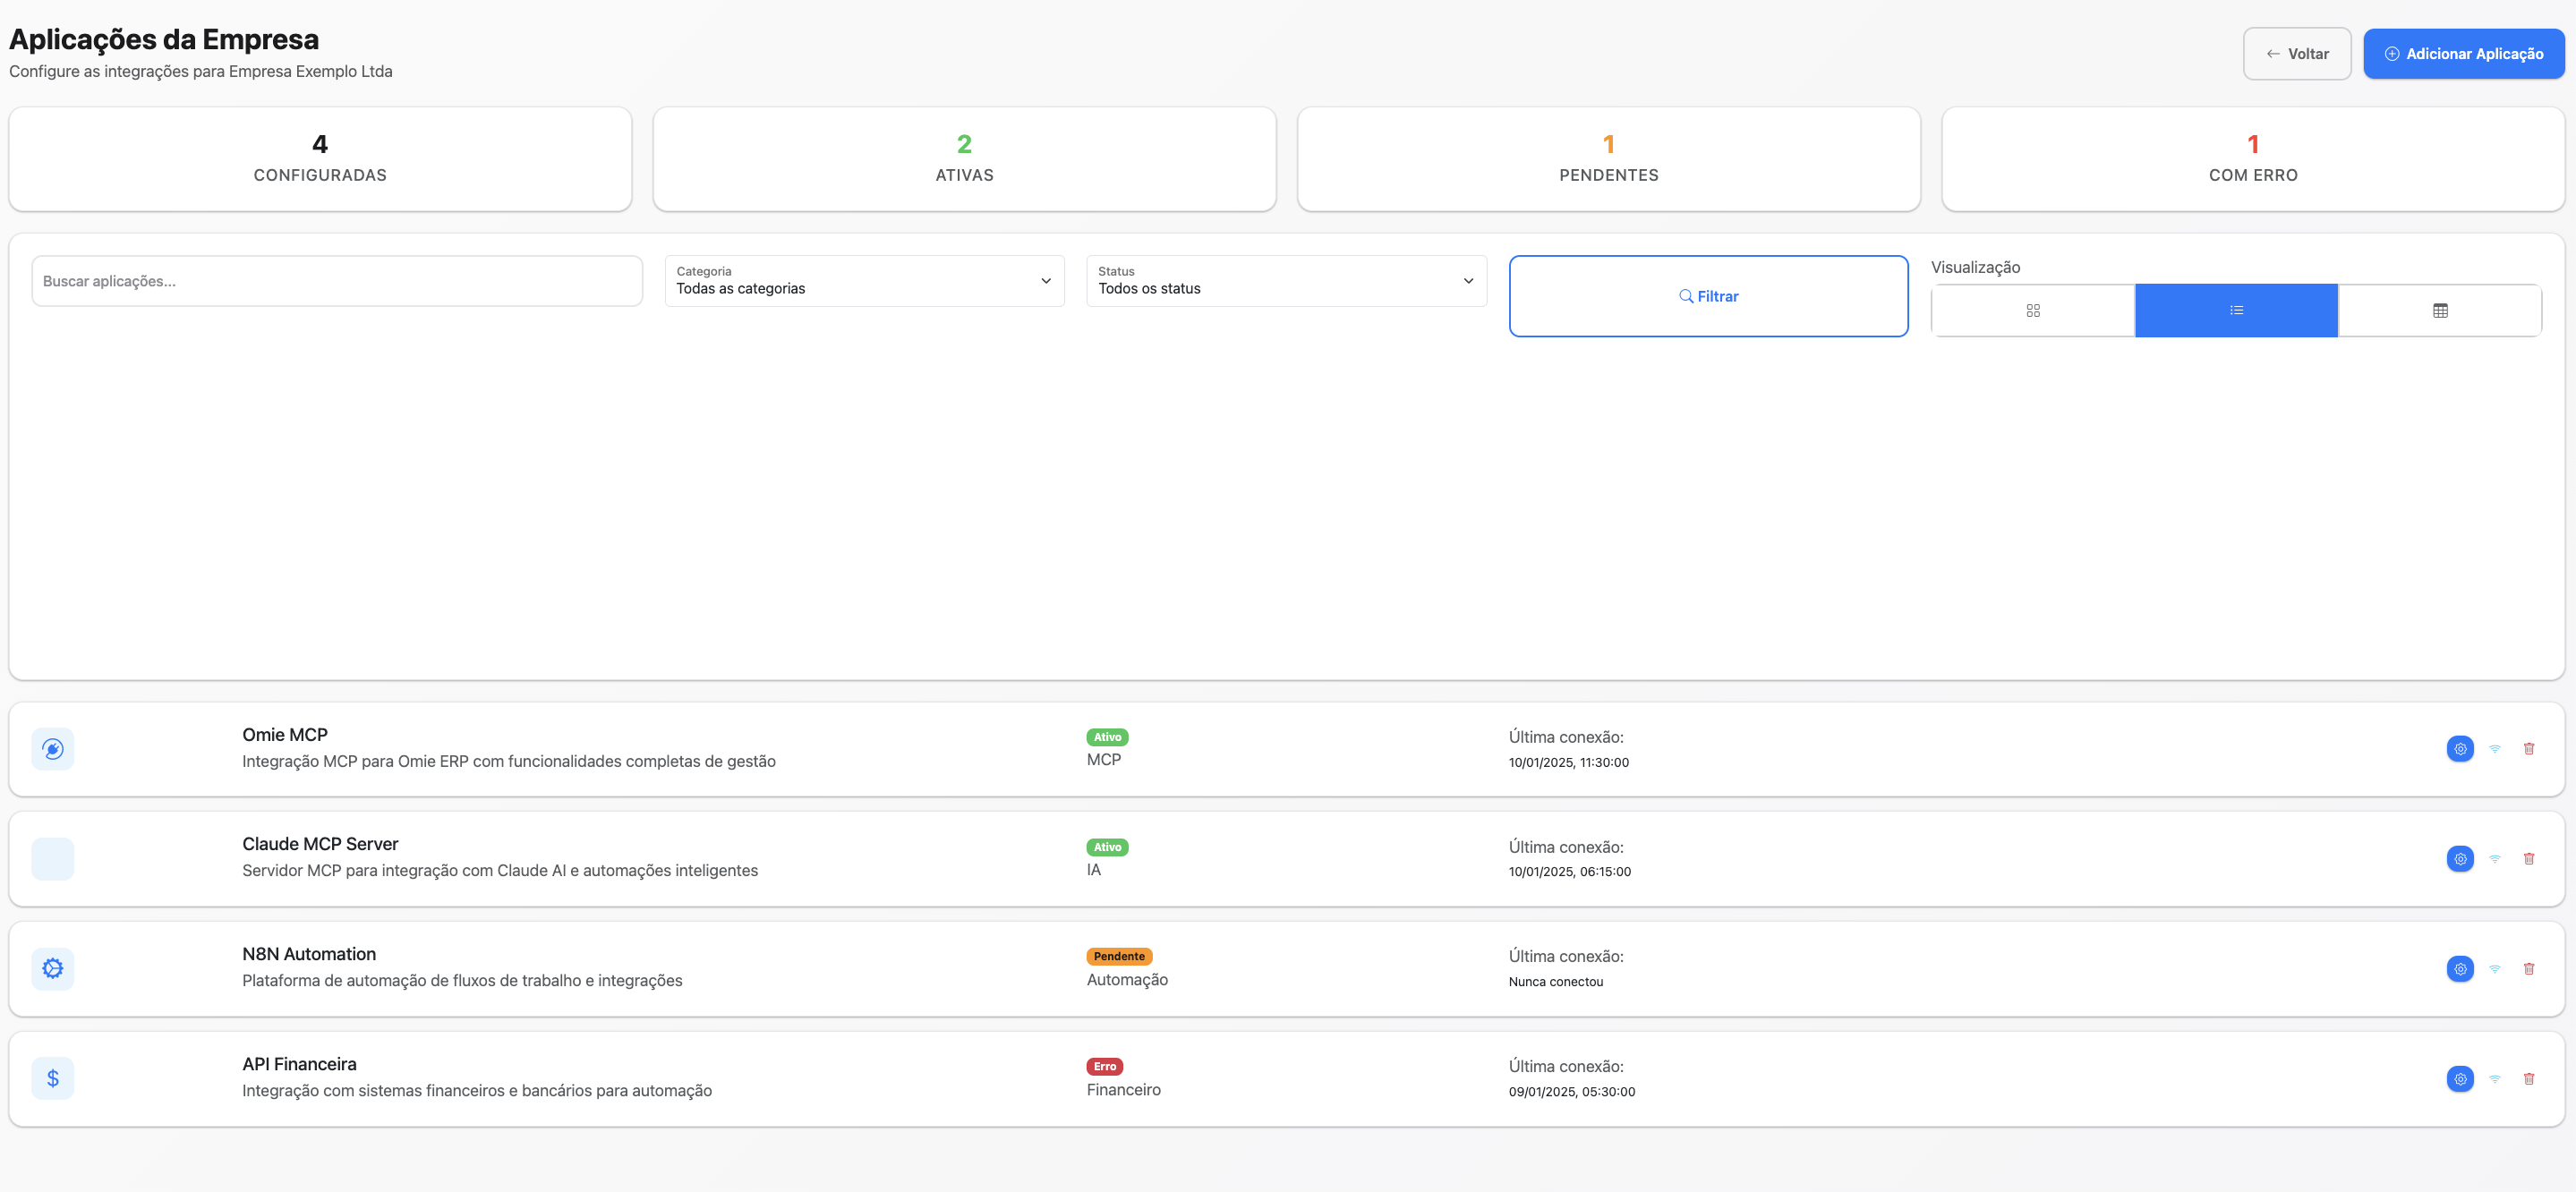 Aplicações da Empresa
Configure as integrações para Empresa Exemplo Ltda
Voltar
Adicionar Aplicação
4
CONFIGURADAS
2
ATIVAS
1
PENDENTES
1
COM ERRO
Buscar aplicações...
Categoria
Todas as categorias
Status
Todos os status
Filtrar
Visualização
Omie MCP
Integração MCP para Omie ERP com funcionalidades completas de gestão
Ativo
MCP
Última conexão:
10/01/2025, 11:30:00
Claude MCP Server
Servidor MCP para integração com Claude AI e automações inteligentes
Ativo
IA
Última conexão:
10/01/2025, 06:15:00
N8N Automation
Plataforma de automação de fluxos de trabalho e integrações
Pendente
Automação
Última conexão:
Nunca conectou
API Financeira
Integração com sistemas financeiros e bancários para automação
Erro
Financeiro
Última conexão:
09/01/2025, 05:30:00